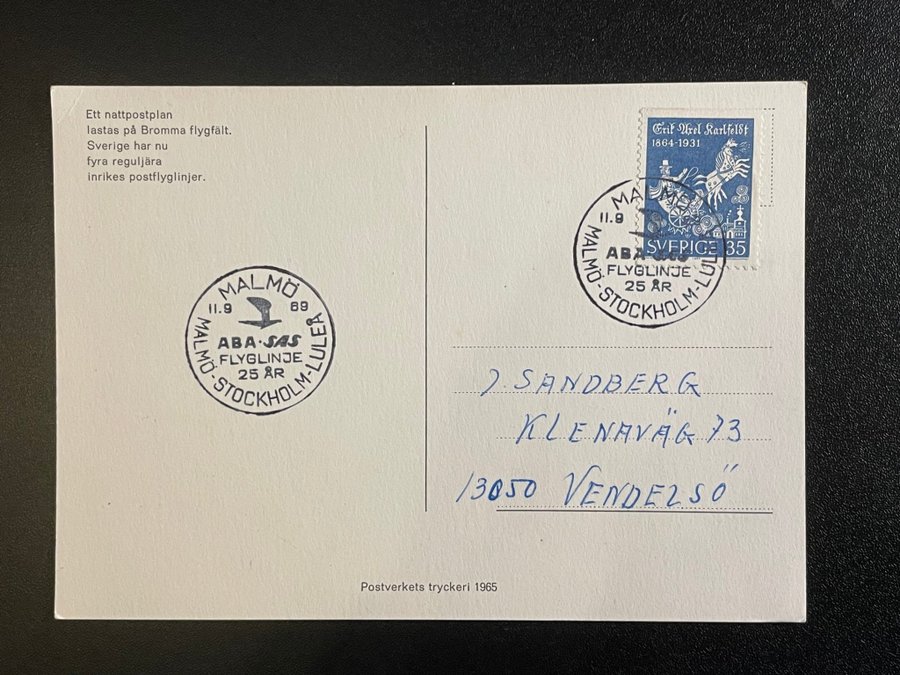 Ett nattpostplan
lastas på Bromma flygfält.
Sverige har nu
fyra reguljära
inrikes postflyglinjer.
Erik Axel Karlfeldt
1864-1931
SVERIGE 35
MALMÖ
11.9
ABA·SAS
FLYGLINJE
25 ÅR
MALMÖ-STOCKHOLM-LULEÅ
MALMÖ
11.9 69
ABA·SAS
FLYGLINJE
25 ÅR
MALMÖ-STOCKHOLM-LULEÅ
J. SANDBERG
KLENAVÄG 73
13050 VENDELSÖ
Postverkets tryckeri 1965